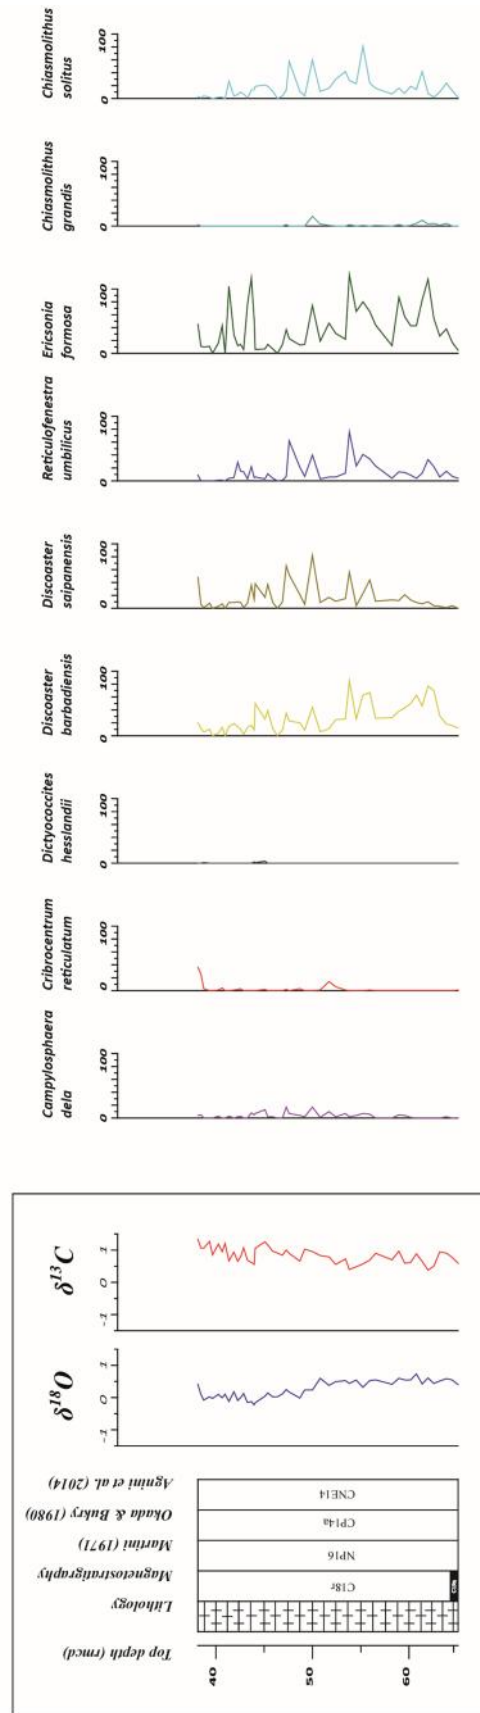 Chiasmolithus
solitus
0
100
Chiasmolithus
grandis
0
100
Ericsonia
formosa
0
100
Reticulofenestra
umbilicus
0
100
Discoaster
saipanensis
0
100
Discoaster
barbadiensis
0
100
Dictyococcites
hesslandii
0
100
Cribrocentrum
reticulatum
0
100
Campylosphaera
dela
0
100
δ13C
-1
0
1
δ18O
-1
0
1
Agnini et al. (2014)
CNE14
Okada & Bukry (1980)
CP14a
Martini (1971)
NP16
Magnetostratigraphy
C18r
Lithology
Top depth (rmcd)
40
50
60